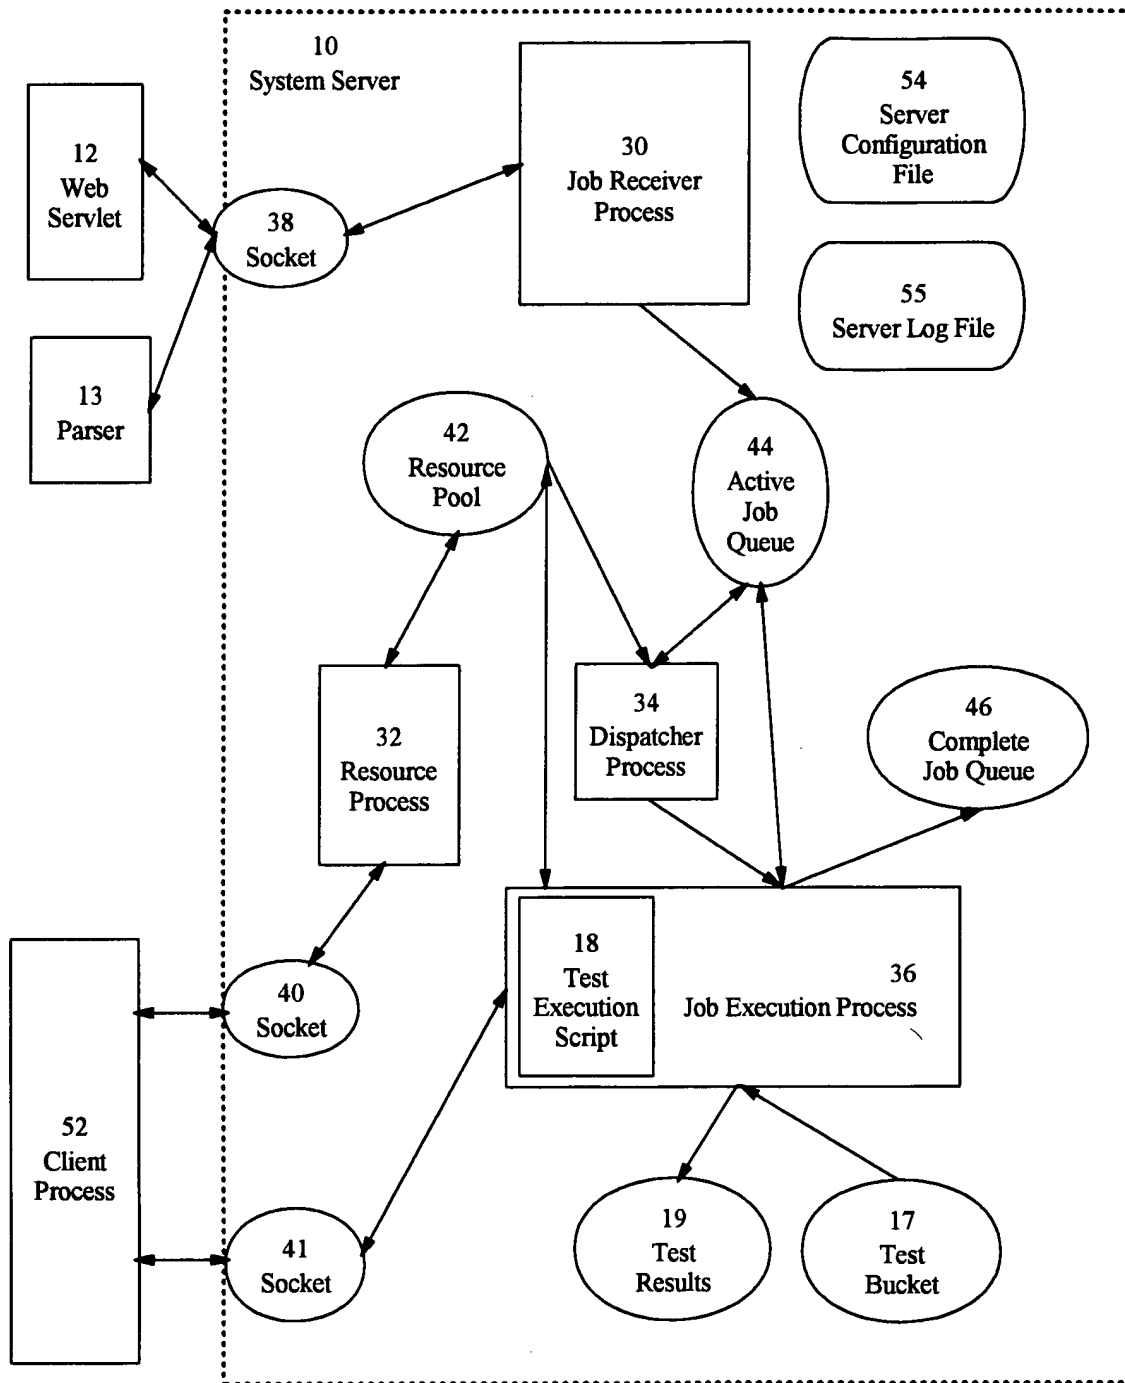 10
System Server
12
Web
Servlet
38
Socket
30
Job Receiver
Process
54
Server
Configuration
File
55
Server Log File
13
Parser
42
Resource
Pool
44
Active
Job
Queue
32
Resource
Process
34
Dispatcher
Process
46
Complete
Job Queue
18
Test
Execution
Script
36
Job Execution Process
40
Socket
52
Client
Process
41
Socket
19
Test
Results
17
Test
Bucket